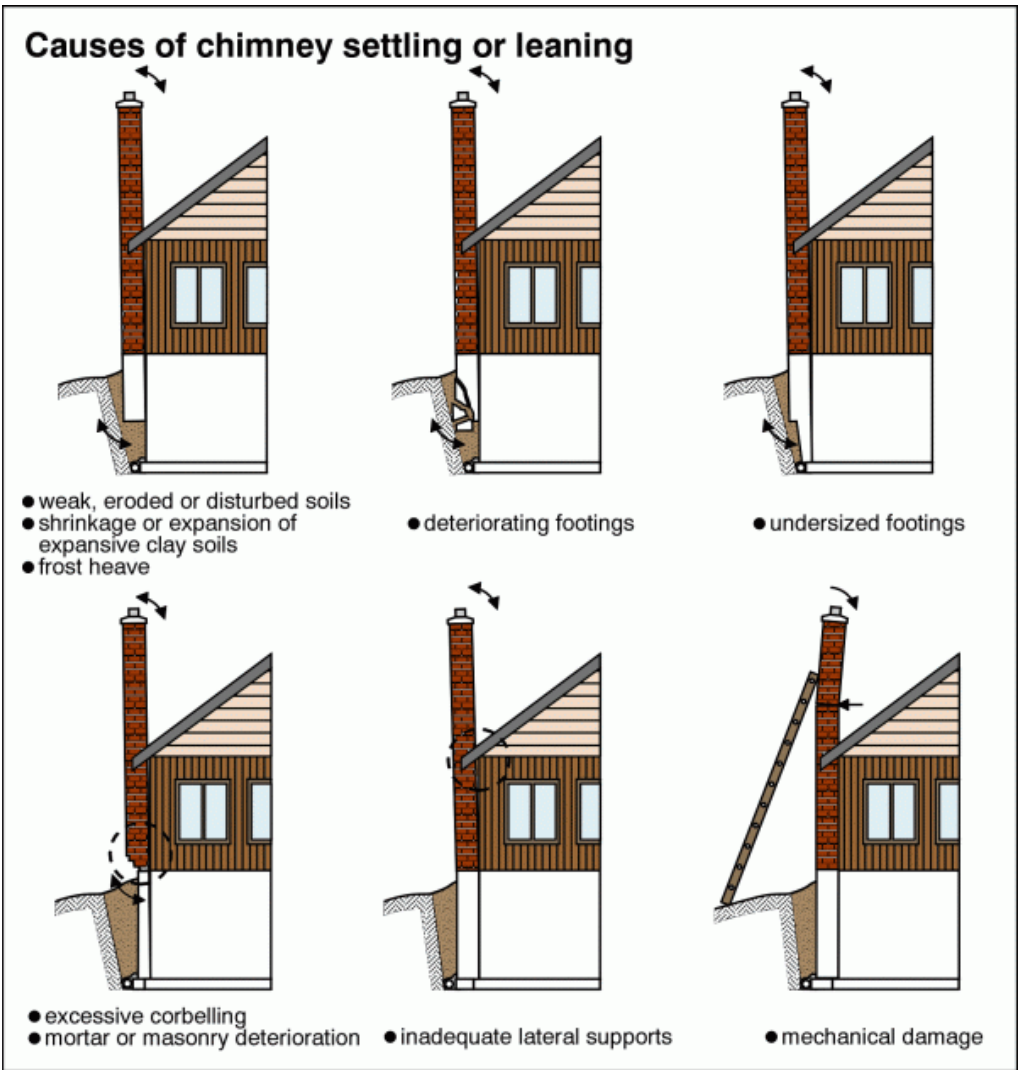 Causes of chimney settling or leaning
● weak, eroded or disturbed soils
● shrinkage or expansion of
expansive clay soils
● frost heave
● deteriorating footings
● undersized footings
● excessive corbelling
● mortar or masonry deterioration
● inadequate lateral supports
● mechanical damage